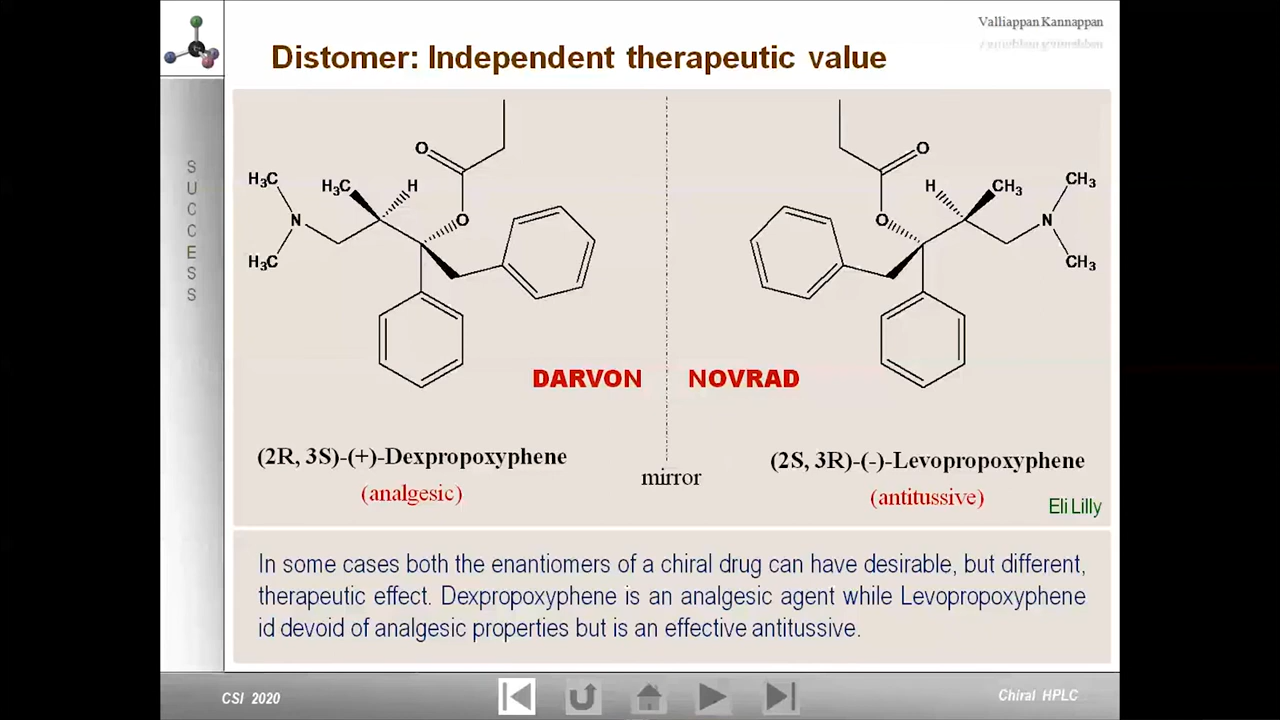 Valliappan Kannappan
Distomer: Independent therapeutic value
S
U
C
C
E
S
S
O
H₃C
H₃C
H
N
O
H₃C
O
H
CH₃
CH₃
O
N
CH₃
DARVON
NOVRAD
(2R, 3S)-(+)-Dexpropoxyphene
(analgesic)
mirror
(2S, 3R)-(-)-Levopropoxyphene
(antitussive)
Eli Lilly
In some cases both the enantiomers of a chiral drug can have desirable, but different,
therapeutic effect. Dexpropoxyphene is an analgesic agent while Levopropoxyphene
id devoid of analgesic properties but is an effective antitussive.
CSI 2020
Chiral HPLC